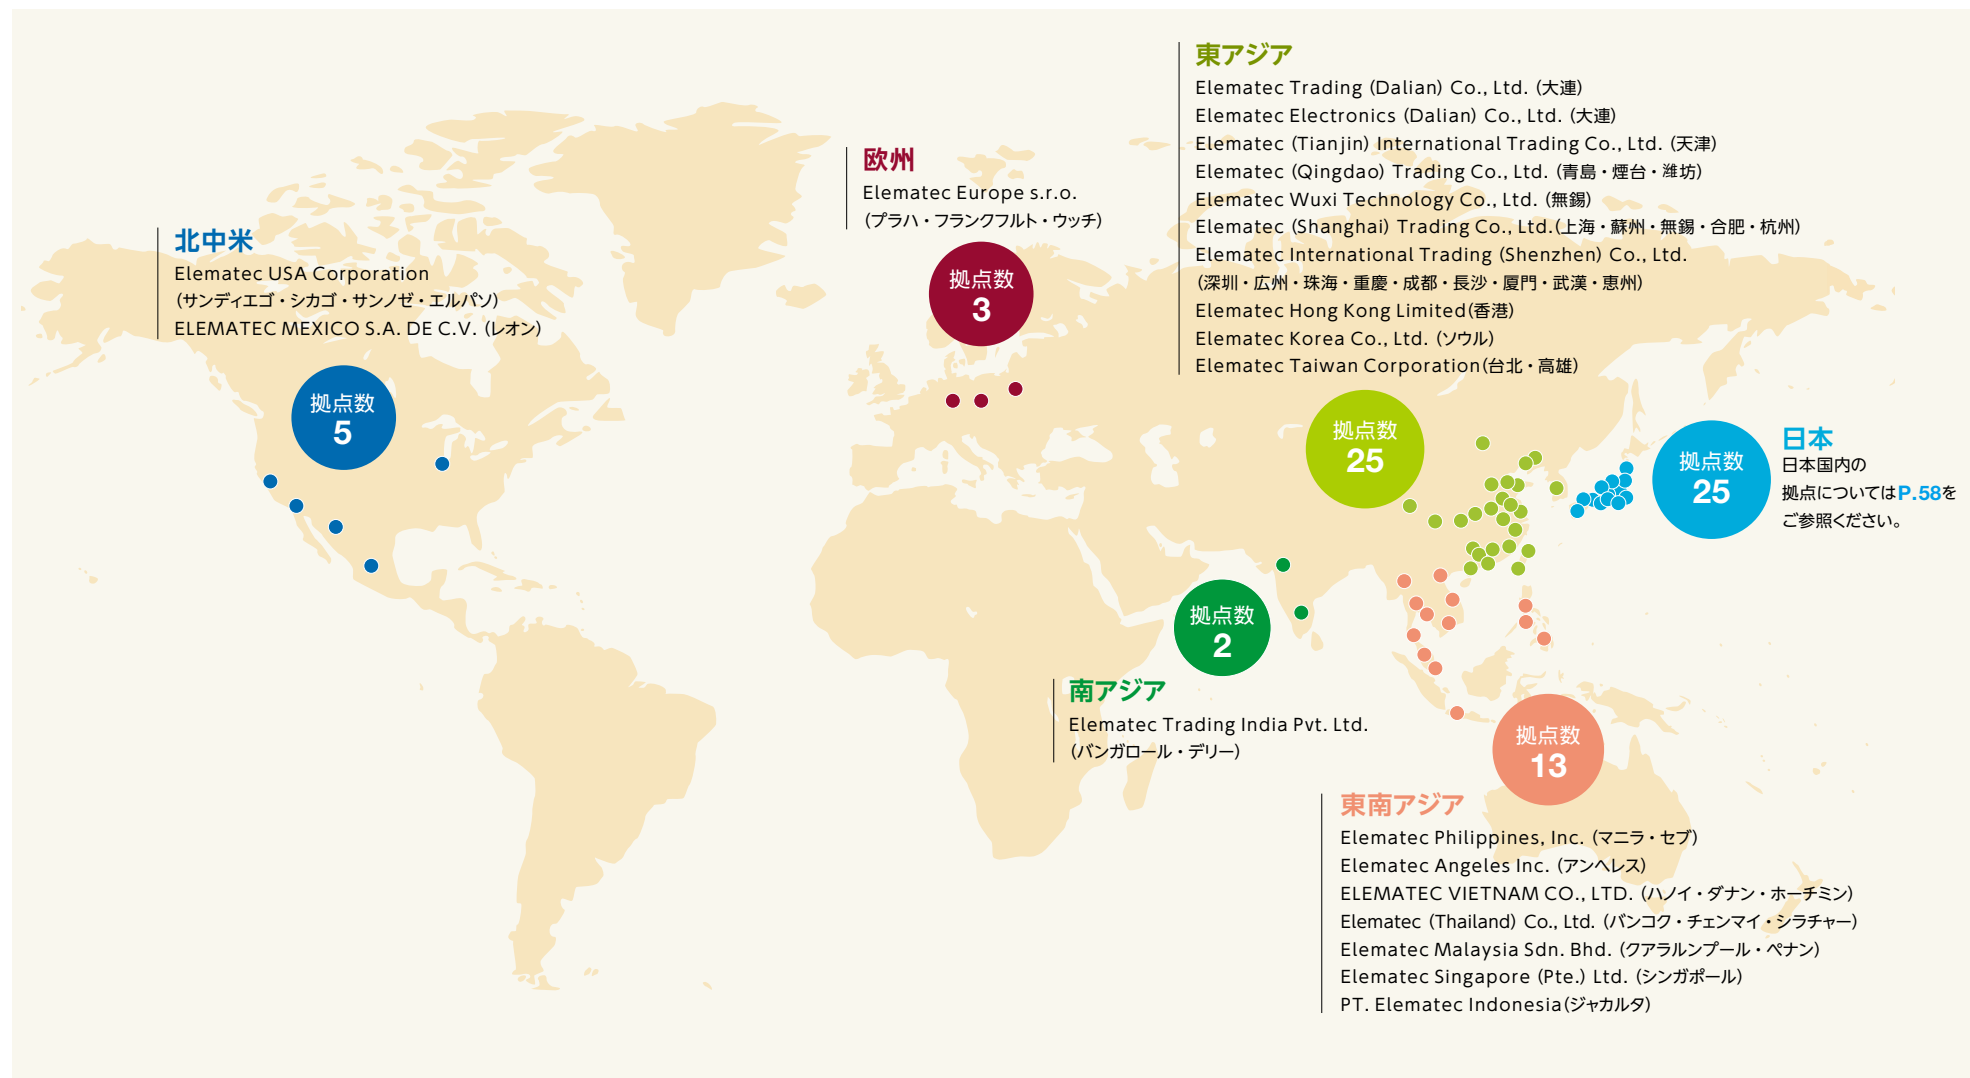 北中米
Elematec USA Corporation
（サンディエゴ・シカゴ・サンノゼ・エルパソ）
ELEMATEC MEXICO S.A. DE C.V.（レオン）
拠点数
5
欧州
Elematec Europe s.r.o.
（プラハ・フランクフルト・ウッチ）
拠点数
3
東アジア
Elematec Trading (Dalian) Co., Ltd.（大連）
Elematec Electronics (Dalian) Co., Ltd.（大連）
Elematec (Tianjin) International Trading Co., Ltd.（天津）
Elematec (Qingdao) Trading Co., Ltd.（青島・煙台・濰坊）
Elematec Wuxi Technology Co., Ltd.（無錫）
Elematec (Shanghai) Trading Co., Ltd.（上海・蘇州・無錫・合肥・杭州）
Elematec International Trading (Shenzhen) Co., Ltd.
（深圳・広州・珠海・重慶・成都・長沙・厦門・武漢・恵州）
Elematec Hong Kong Limited（香港）
Elematec Korea Co., Ltd.（ソウル）
Elematec Taiwan Corporation（台北・高雄）
拠点数
25
拠点数
25
日本
日本国内の
拠点についてはP.58を
ご参照ください。
拠点数
2
南アジア
Elematec Trading India Pvt. Ltd.
（バンガロール・デリー）
拠点数
13
東南アジア
Elematec Philippines, Inc.（マニラ・セブ）
Elematec Angeles Inc.（アンヘレス）
ELEMATEC VIETNAM CO., LTD.（ハノイ・ダナン・ホーチミン）
Elematec (Thailand) Co., Ltd.（バンコク・チェンマイ・シラチャー）
Elematec Malaysia Sdn. Bhd.（クアラルンプール・ペナン）
Elematec Singapore (Pte.) Ltd.（シンガポール）
PT. Elematec Indonesia（ジャカルタ）